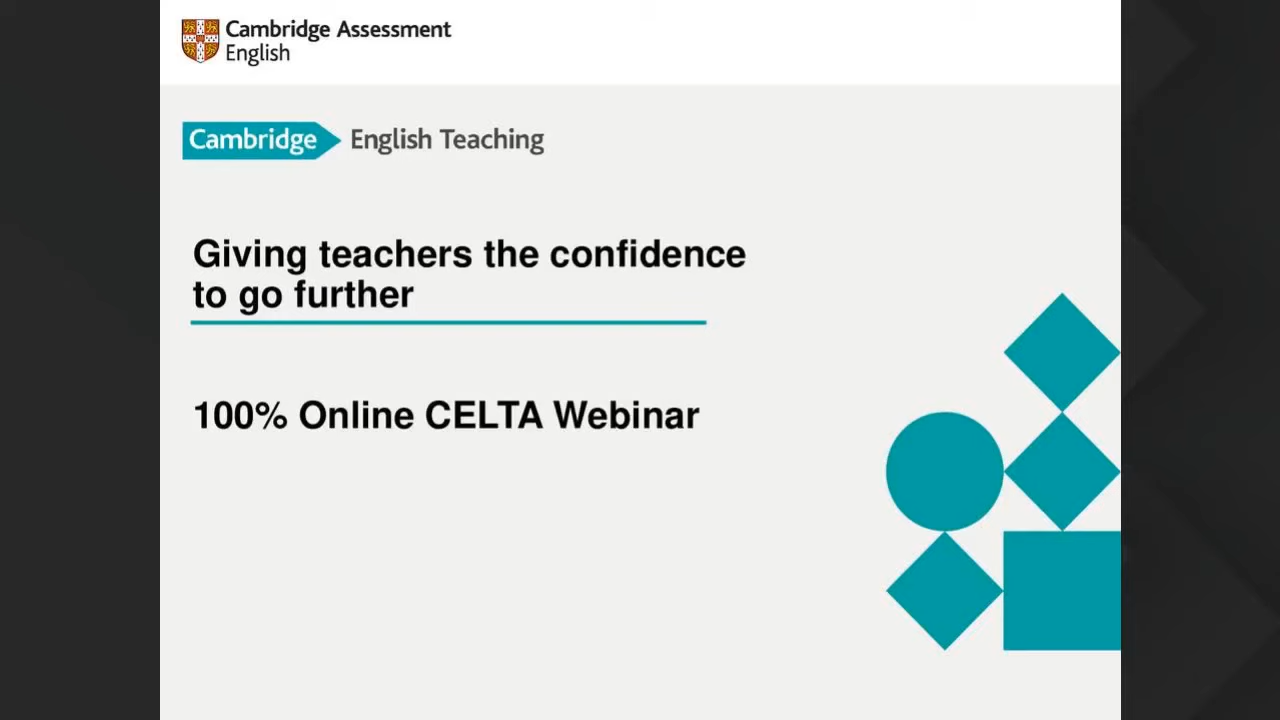 Cambridge Assessment
English
Cambridge English Teaching
Giving teachers the confidence
to go further
100% Online CELTA Webinar